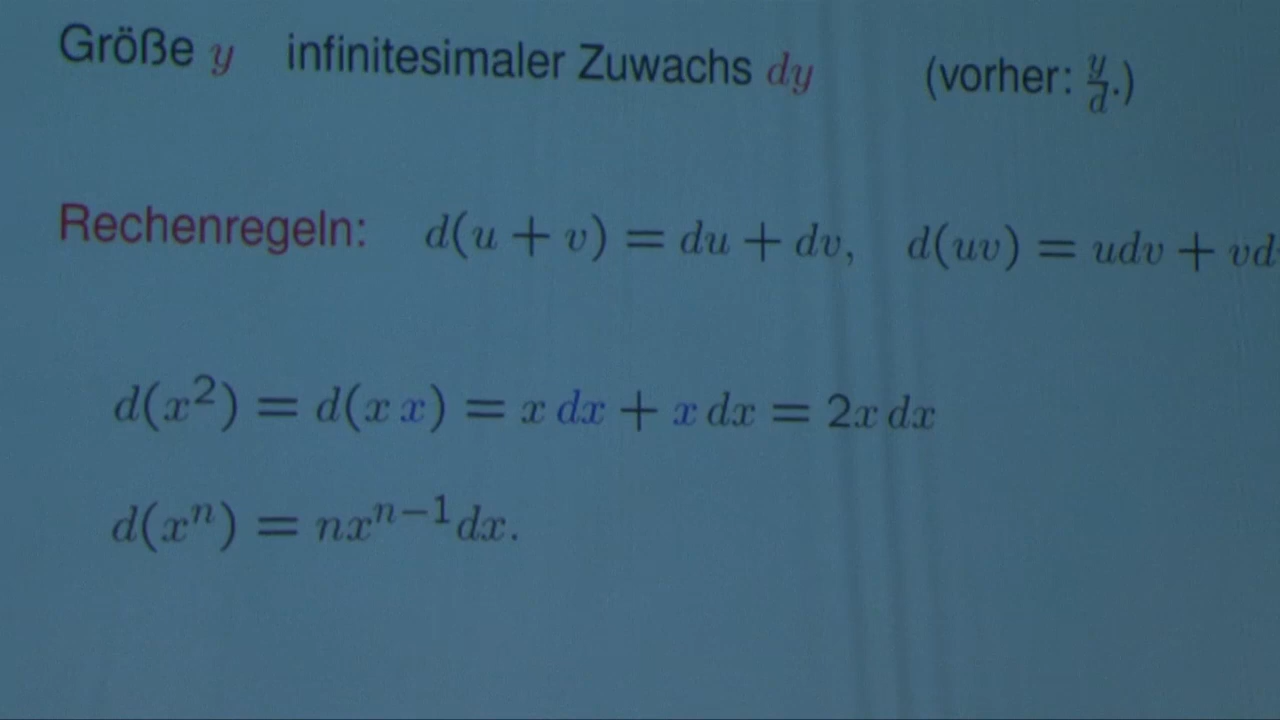 Größe y infinitesimaler Zuwachs dy (vorher: y/d.)
Rechenregeln: d(u + v) = du + dv, d(uv) = udv + vd
d(x²) = d(x x) = x dx + x dx = 2x dx
d(xⁿ) = nxⁿ⁻¹dx.